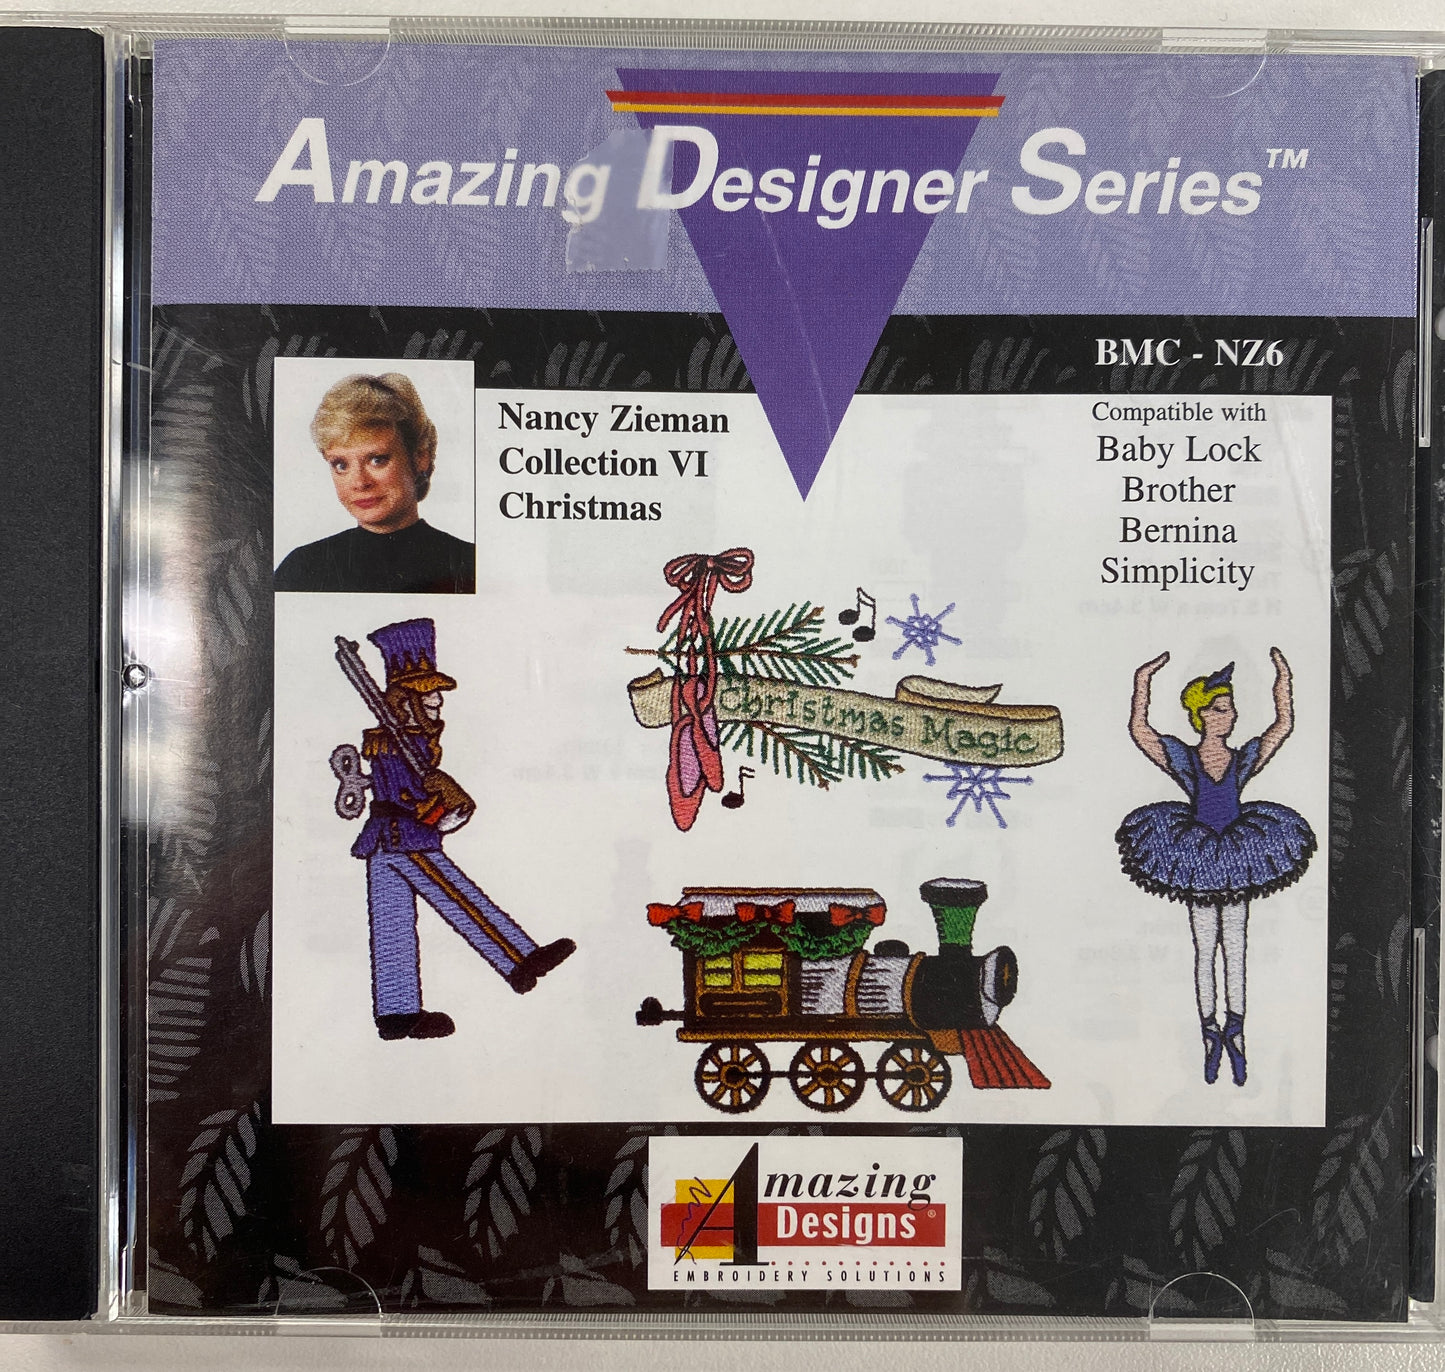 Amazing Designer Series™
BMC - NZ6
Nancy Zieman
Collection VI
Christmas
Compatible with
Baby Lock
Brother
Bernina
Simplicity
Christmas Magic
Amazing
Designs®
EMBROIDERY SOLUTIONS